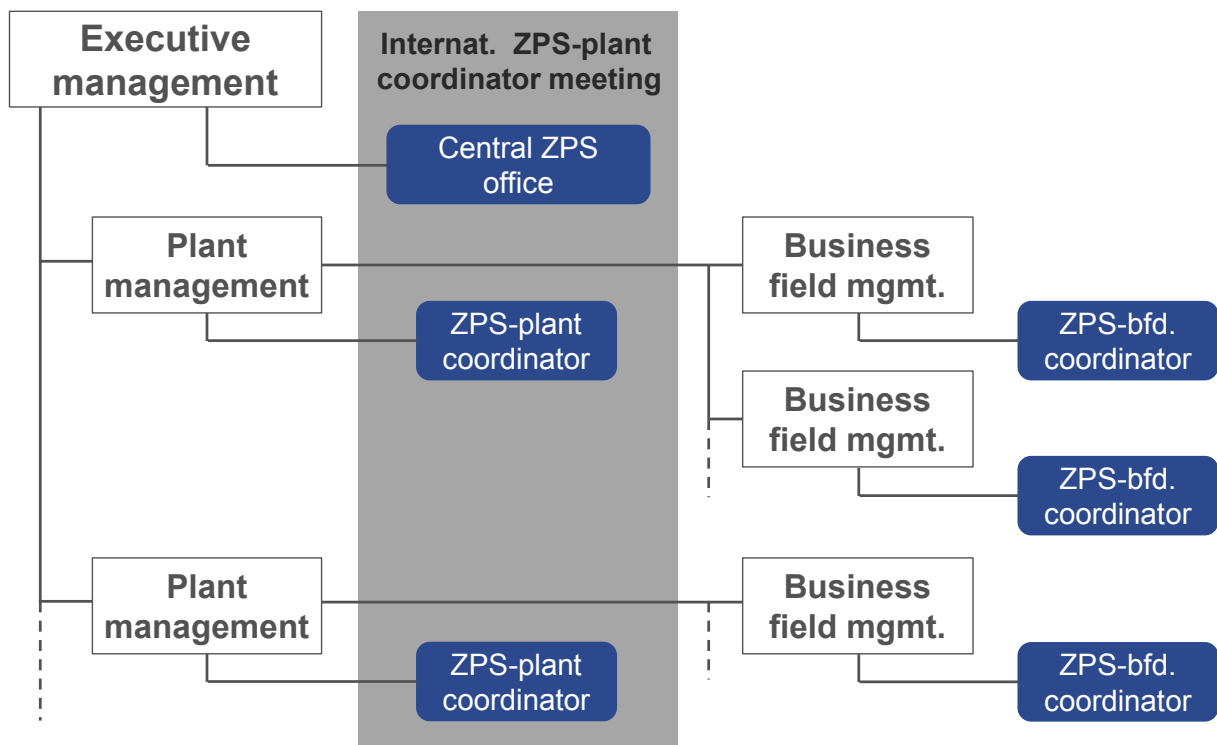 Executive
management
Internat. ZPS-plant
coordinator meeting
Central ZPS
office
Plant
management
Business
field mgmt.
ZPS-plant
coordinator
ZPS-bfd.
coordinator
Business
field mgmt.
ZPS-bfd.
coordinator
Plant
management
Business
field mgmt.
ZPS-plant
coordinator
ZPS-bfd.
coordinator